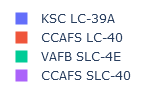 KSC LC-39A
CCAFS LC-40
VAFB SLC-4E
CCAFS SLC-40